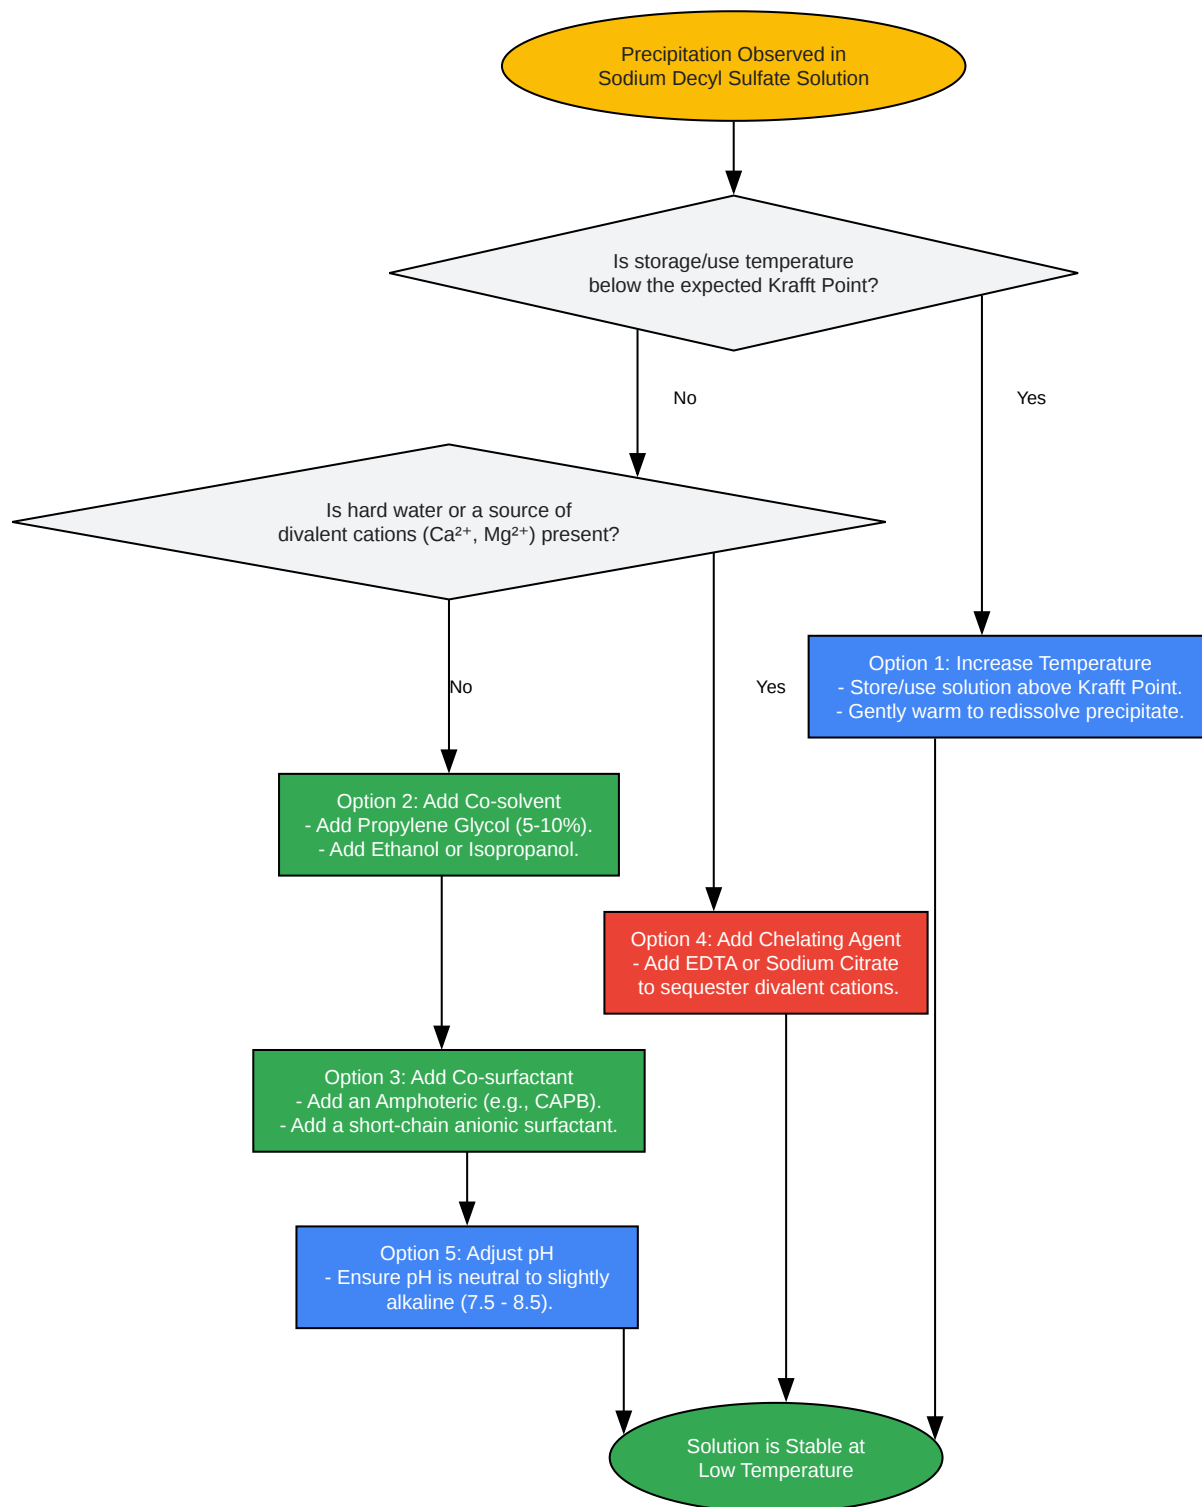 Precipitation Observed in
Sodium Decyl Sulfate Solution
Is storage/use temperature
below the expected Krafft Point?
No
Yes
Is hard water or a source of
divalent cations (Ca²⁺, Mg²⁺) present?
No
Yes
Option 1: Increase Temperature
- Store/use solution above Krafft Point.
- Gently warm to redissolve precipitate.
Option 2: Add Co-solvent
- Add Propylene Glycol (5-10%).
- Add Ethanol or Isopropanol.
Option 4: Add Chelating Agent
- Add EDTA or Sodium Citrate
to sequester divalent cations.
Option 3: Add Co-surfactant
- Add an Amphoteric (e.g., CAPB).
- Add a short-chain anionic surfactant.
Option 5: Adjust pH
- Ensure pH is neutral to slightly
alkaline (7.5 - 8.5).
Solution is Stable at
Low Temperature